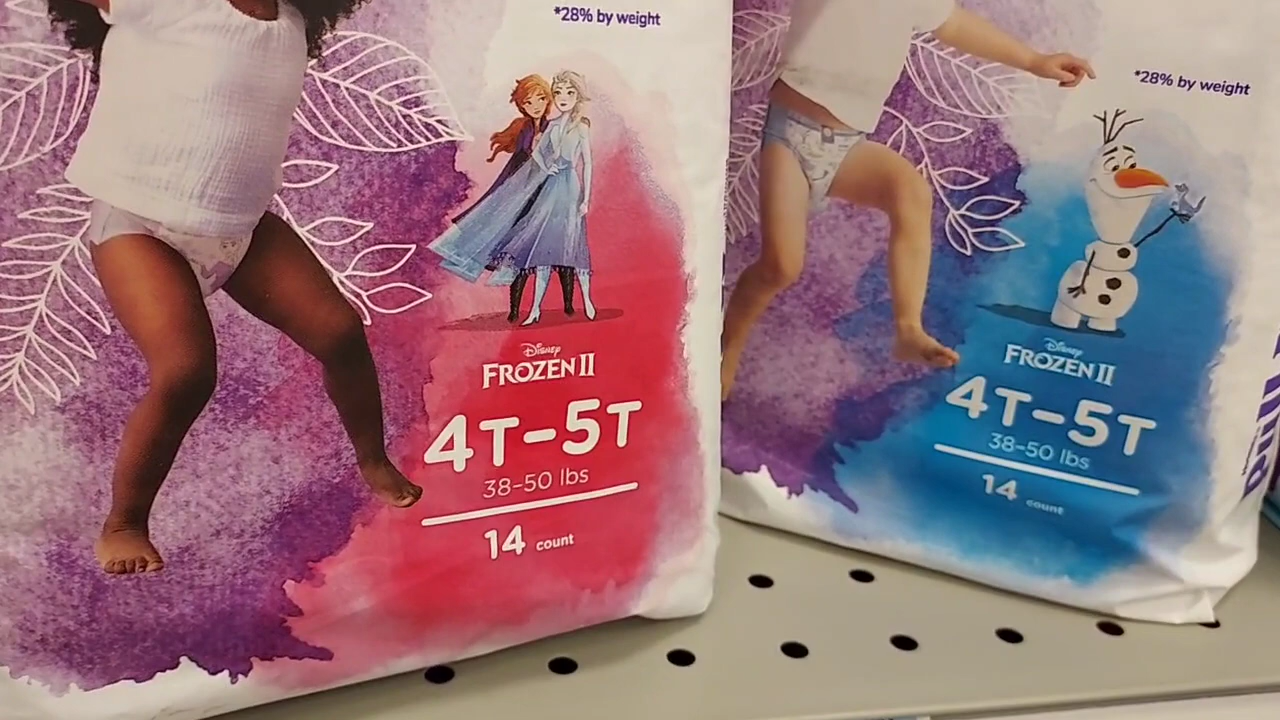 *28% by weight
Disney
FROZEN II
4T-5T
38-50 lbs
14 count
*28% by weight
Disney
FROZEN II
4T-5T
38-50 lbs
14 count